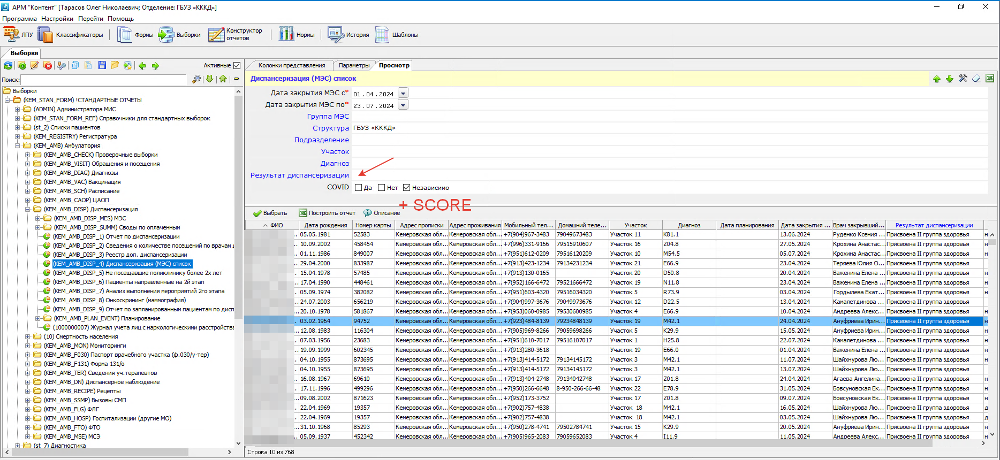 АРМ "Контент" [Тарасов Олег Николаевич; Отделение: ГБУЗ «КККД»]
Программа Настройки Перейти Помощь
ЛПУ Классификаторы Формы Выборки Конструктор отчетов Нормы История Шаблоны
Выборки
Активные
Поиск:
Выборки
(KEM_STAN_FORM) !СТАНДАРТНЫЕ ОТЧЕТЫ
(ADMIN) Администратора МИС
(KEM_STAN_FORM_REF) Справочники для стандартных выборок
(st_2) Списки пациентов
(KEM_REGISTRY) Регистратура
(KEM_AMB) Амбулатория
(KEM_AMB_CHECK) Проверочные выборки
(KEM_AMB_VISIT) Обращения и посещения
(KEM_AMB_DIAG) Диагнозы
(KEM_AMB_VAC) Вакцинация
(KEM_AMB_SCH) Расписание
(KEM_AMB_CAOP) ЦАОП
(KEM_AMB_DISP) Диспансеризация
(KEM_AMB_DISP_MES) МЭС
(KEM_AMB_DISP_SUMM) Своды по оплаченным
(KEM_AMB_DISP_1) Отчет по диспансеризации
(KEM_AMB_DISP_2) Сведения о количестве посещений по врачам д
(KEM_AMB_DISP_3) Реестр доп. диспансеризации
(KEM_AMB_DISP_4) Диспансеризация (МЭС) список
(KEM_AMB_DISP_5) Не посещавшие поликлинику более 2х лет
(KEM_AMB_DISP_6) Пациенты направленные на 2й этап
(KEM_AMB_DISP_7) Анализ выполнения мероприятий 2го этапа
(KEM_AMB_DISP_8) Онкоскрининг (маммография)
(KEM_AMB_DISP_9) Отчет по запланированным пациентам по дисп
(KEM_AMB_PLAN_EVENT) Планирование
(1000000007) Журнал учета лиц с наркологическими расстройства
(10) Смертность населения
(KEM_AMB_MON) Мониторинги
(KEM_AMB_F030) Паспорт врачебного участка (ф.030/у-тер)
(KEM_AMB_F131) Форма 131/о
(KEM_AMB_TER) Сведения уч.терапевтов
(KEM_AMB_DN) Диспансерное наблюдение
(KEM_AMB_RECIPE) Рецепты
(KEM_AMB_SSMP) Вызовы СМП
(KEM_AMB_FLG) ФЛГ
(KEM_AMB_HOSP) Госпитализации (другие МО)
(KEM_AMB_FTO) ФТО
(KEM_AMB_MSE) МСЭ
(st_7) Диагностика
Колонки представления Параметры Просмотр
Диспансеризация (МЭС) список
Дата закрытия МЭС с* 01 . 04 . 2024
Дата закрытия МЭС по* 23 . 07 . 2024
Группа МЭС
Структура ГБУЗ «КККД»
Подразделение
Участок
Диагноз
Результат диспансеризации
COVID Да Нет Независимо
+ SCORE
Выбрать Построить отчет Описание
ФИО Дата рождения Номер карты Адрес прописки Адрес проживания Мобильный тел... Домашний теле... Участок Диагноз Дата планирования Дата закрытия ... Врач закрывший... Результат диспансеризации
... 05.05.1981 52583 Кемеровская обл... Кемеровская обл... +7(904)967-3483 79049673483 Участок 11 K81.1 13.06.2024 Руденко Ксения ... Присвоена II группа здоровья н
... 10.09.2002 458454 Кемеровская обл... Кемеровская обл... +7(996)331-9166 79515910607 Участок 16 Z04.8 27.05.2024 Крохина Анастас... Присвоена II группа здоровья н
... 01.11.1986 849007 Кемеровская обл... Кемеровская обл... +7(951)612-0209 79516120209 Участок 10 M54.5 05.07.2024 Крохина Анастас... Присвоена II группа здоровья н
... 29.04.2000 833987 Кемеровская обл... Кемеровская обл... +7(913)423-1234 79134231234 Участок 21 E66.9 23.04.2024 Теряева Юлия О... Присвоена II группа здоровья
... 15.04.1978 57485 Кемеровская обл... Кемеровская обл... +7(913)130-0165 Участок 20 D50.8 20.04.2024 Важенина Елена ... Присвоена II группа здоровья
... 17.04.1990 448461 Кемеровская обл... Кемеровская обл... +7(952)166-6472 79521666472 Участок 19 N11.8 23.04.2024 Важенина Елена ... Присвоена II группа здоровья н
... 05.09.1974 382082 Кемеровская обл... Кемеровская обл... +7(951)603-4320 79516034320 Участок 5 R73.9 03.04.2024 Гордылева Екат... Присвоена II группа здоровья н
... 24.07.2003 656219 Кемеровская обл... Кемеровская обл... +7(904)997-3676 79049973676 Участок 12 D22.5 13.04.2024 Камалетдинова ... Присвоена II группа здоровья
... 20.10.1978 581867 Кемеровская обл... Кемеровская обл... +7(953)060-0985 79530600985 Участок 4 E66.9 10.04.2024 Андреева Алекс... Присвоена II группа здоровья н
... 03.02.1964 94752 Кемеровская обл... Кемеровская обл... +7(923)484-8139 79234848139 Участок 19 M42.1 24.04.2024 Ануфриева Ирин... Присвоена II группа здоровья н
... 12.08.1983 116304 Кемеровская обл... Кемеровская обл... +7(905)969-8266 79059698266 Участок 5 K29.9 15.05.2024 Ануфриева Ирин... Присвоена II группа здоровья н
... 07.03.1956 23683 Кемеровская обл... Кемеровская обл... +7(951)610-7017 79516107017 Участок 1 H25.8 22.07.2024 Камалетдинова ... Присвоена II группа здоровья н
... 19.09.1999 602345 Кемеровская обл... Кемеровская обл... +7(913)280-3618 Участок 19 E66.0 01.04.2024 Важенина Елена ... Присвоена II группа здоровья н
... 04.10.1955 873695 Кемеровская обл... Кемеровская обл... +7(913)414-5172 79134145172 Участок 3 M42.1 11.07.2024 Шайхнурова Лю... Присвоена II группа здоровья н
... 04.10.1955 873695 Кемеровская обл... Кемеровская обл... +7(913)414-5172 79134145172 Участок 3 M42.1 13.07.2024 Шайхнурова Лю... Присвоена II группа здоровья
... 16.08.1967 69610 Кемеровская обл... Кемеровская обл... +7(913)404-2748 79134042748 Участок 17 Z01.8 24.04.2024 Агаева Ангелина... Присвоена II группа здоровья н
... 17.11.1996 499296 Кемеровская обл... Кемеровская обл... +7(950)266-6648 8-950-266-66-48 Участок 22 E78.9 31.05.2024 Бовсуновская Ек... Присвоена II группа здоровья н
... 09.08.2002 871623 Кемеровская обл... Кемеровская обл... +7(952)173-3752 Участок 17 Z01.8 09.07.2024 Бовсуновская Ек... Присвоена II группа здоровья н
... 22.04.1969 19357 Кемеровская обл... Кемеровская обл... +7(902)757-4838 Участок 18 M42.1 16.05.2024 Шайхнурова Лю... Присвоена II группа здоровья д
... 22.04.1969 19357 Кемеровская обл... Кемеровская обл... +7(902)757-4838 Участок 18 M42.1 03.05.2024 Шайхнурова Лю... Присвоена II группа здоровья д
... 31.10.1968 85293 Кемеровская обл... Кемеровская обл... +7(950)278-4741 79502784741 Участок 15 K29.9 20.05.2024 Ануфриева Ирин... Присвоена II группа здоровья н
... 05.09.1937 452342 Кемеровская обл... Кемеровская обл... +7(905)965-2083 79059652083 Участок 4 I11.9 11.05.2024 Андреева Алекс... Присвоена II группа здоровья н
Строка 10 из 768